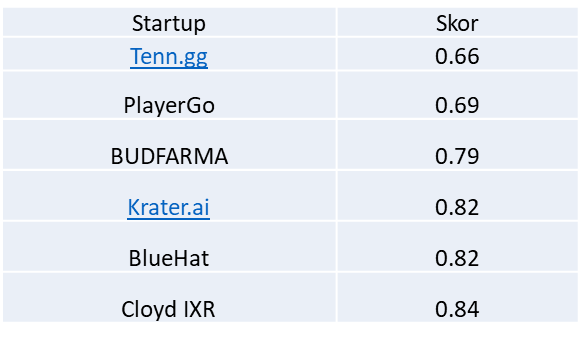 Startup Skor
Tenn.gg 0.66
PlayerGo 0.69
BUDFARMA 0.79
Krater.ai 0.82
BlueHat 0.82
Cloyd IXR 0.84